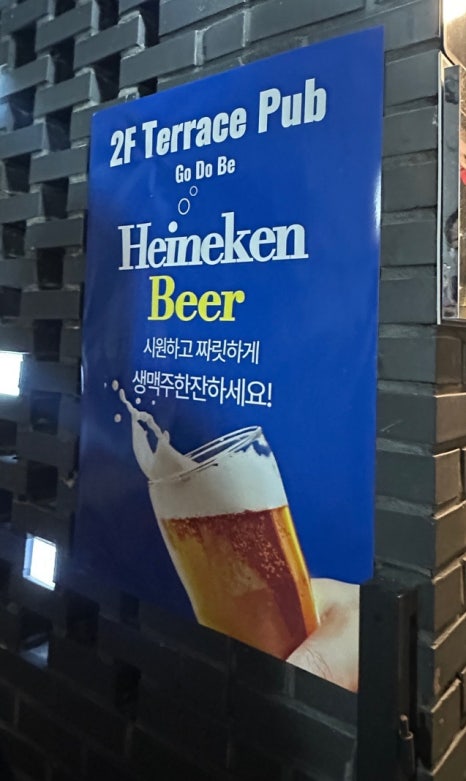 2F Terrace Pub
Go Do Be
Heineken
Beer
시원하고 짜릿하게
생맥주한잔하세요!